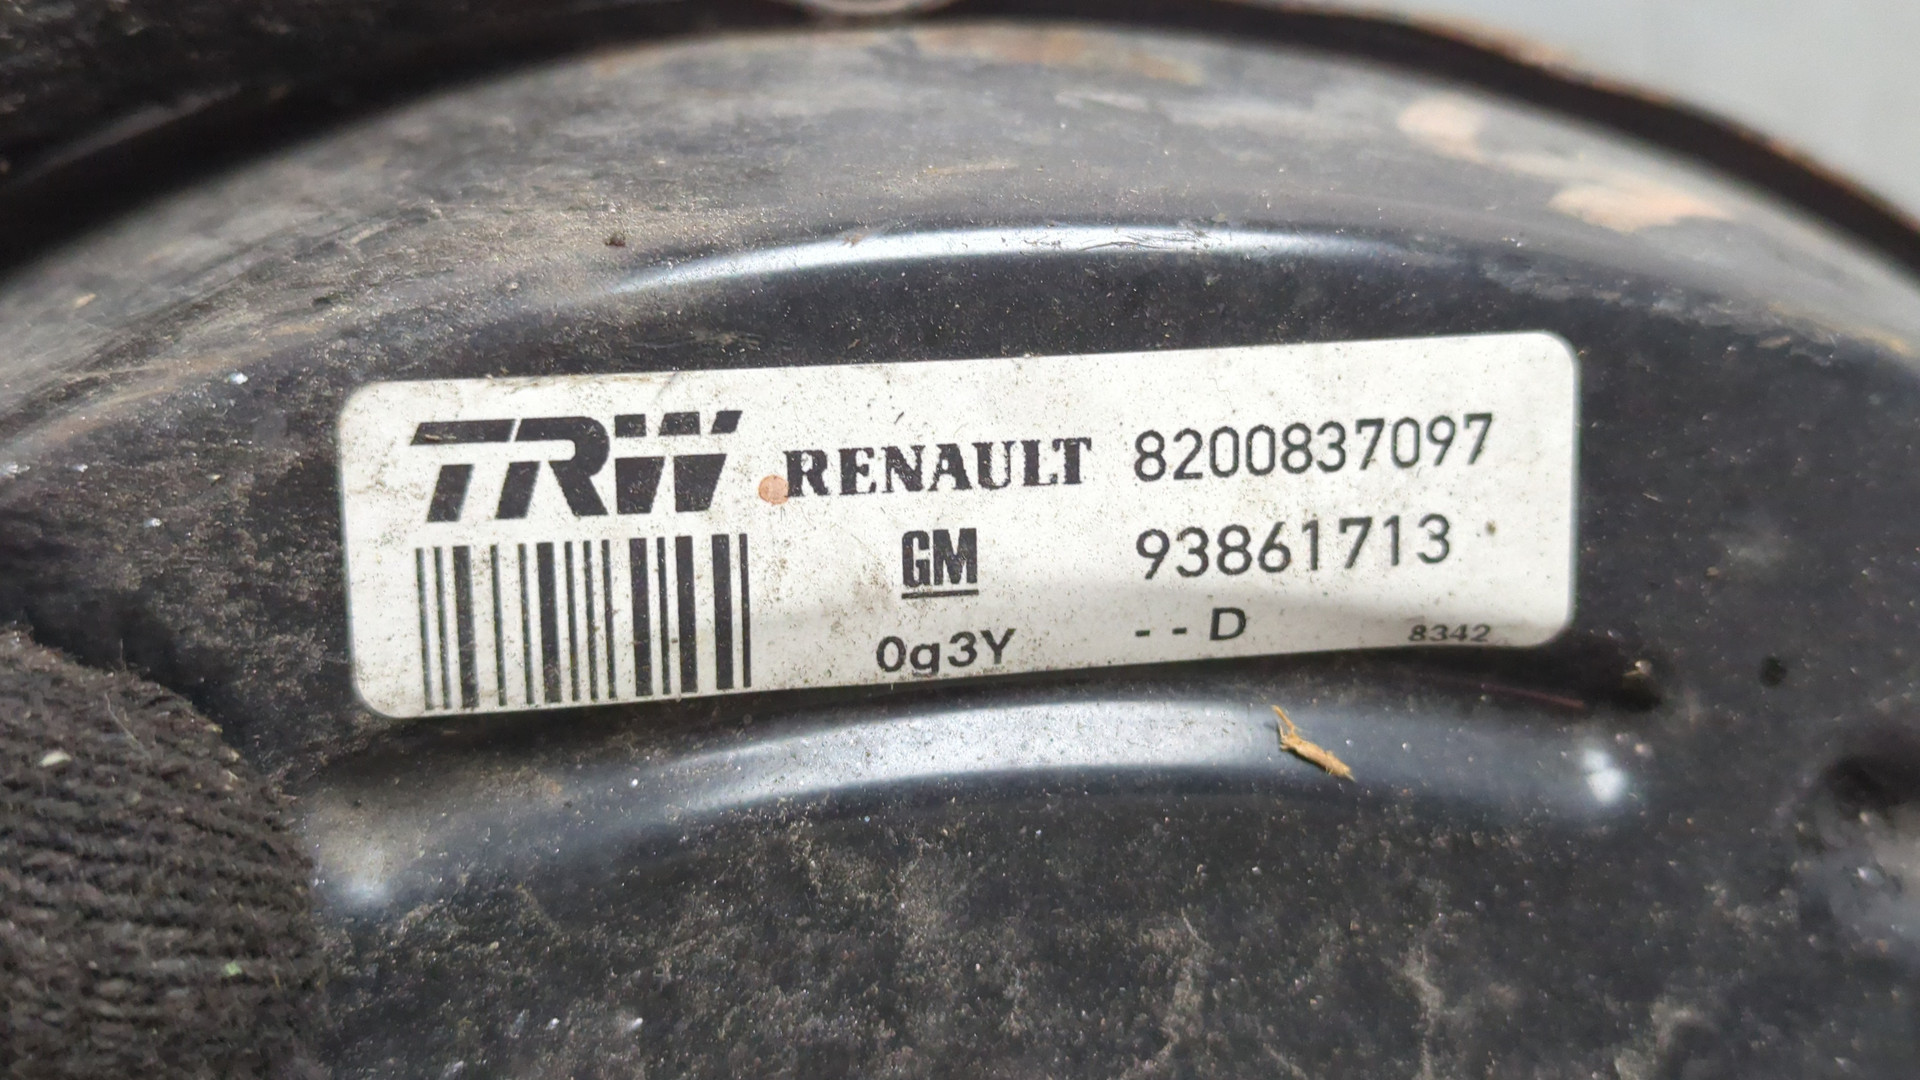 TRW RENAULT 8200837097
GM 93861713
0g3Y -- D 8342